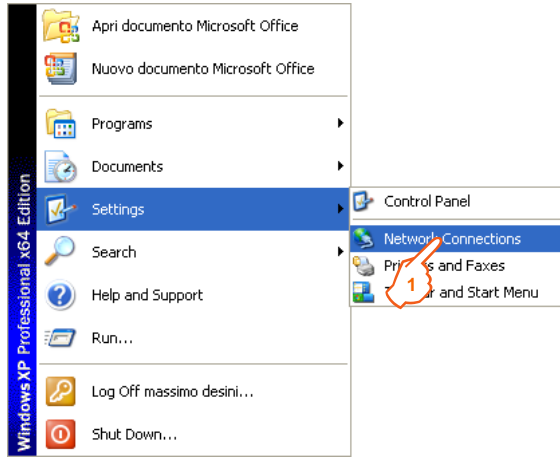 Apri documento Microsoft Office
Nuovo documento Microsoft Office
Programs
Documents
Settings
Search
Help and Support
Run...
Log Off massimo desini...
Shut Down...
Windows XP Professional x64 Edition
Control Panel
Network Connections
and Faxes
and Start Menu
1